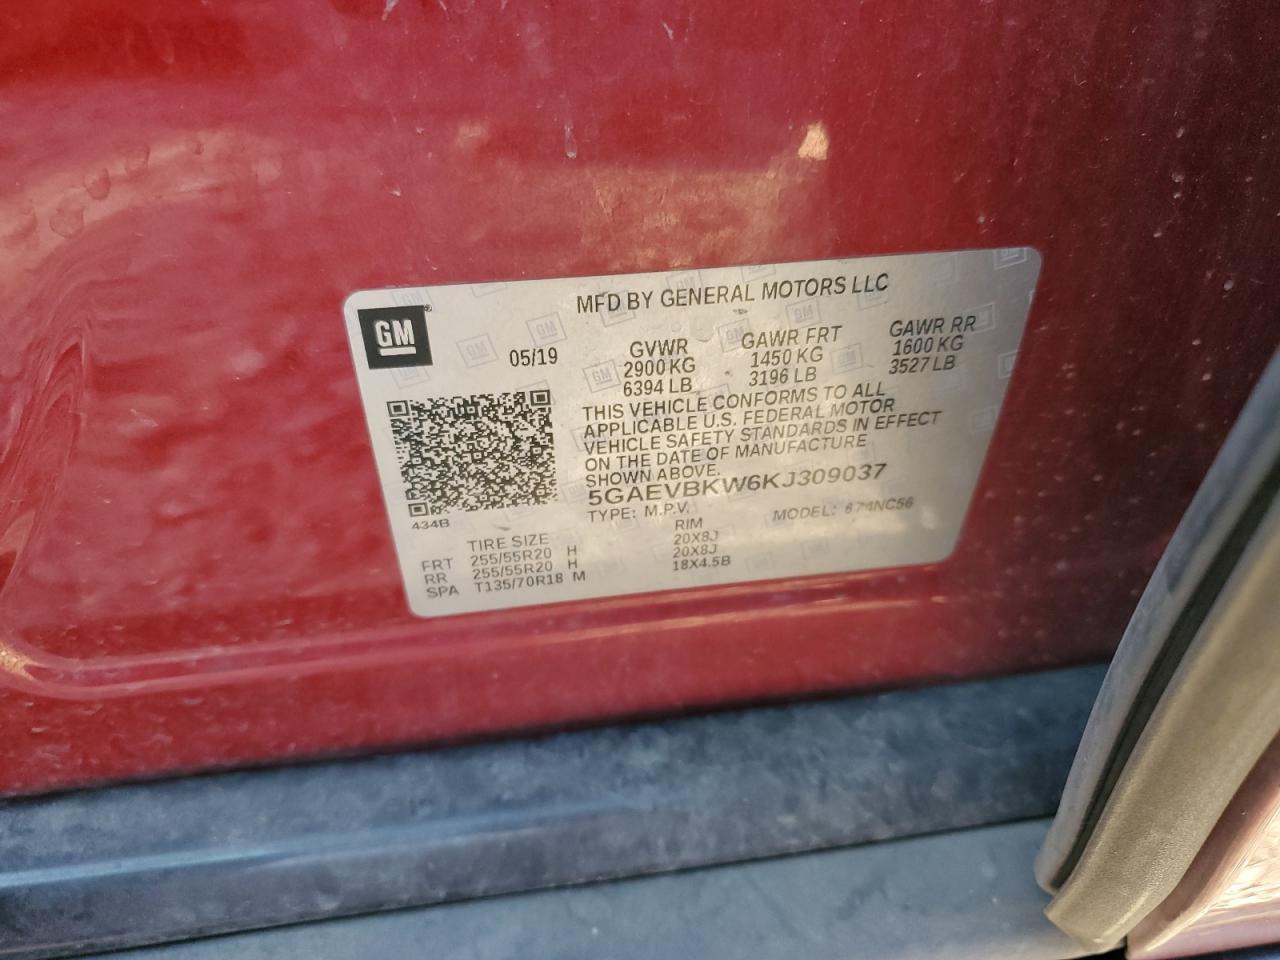 GM
MFD BY GENERAL MOTORS LLC
05/19
GVWR
2900 KG
6394 LB
GAWR FRT
1450 KG
3196 LB
GAWR RR
1600 KG
3527 LB
THIS VEHICLE CONFORMS TO ALL
APPLICABLE U.S. FEDERAL MOTOR
VEHICLE SAFETY STANDARDS IN EFFECT
ON THE DATE OF MANUFACTURE
SHOWN ABOVE.
5GAEVBKW6KJ309037
TYPE: M.P.V. MODEL: 674NC56
434B
TIRE SIZE RIM
FRT 255/55R20 H 20X8J
RR 255/55R20 H 20X8J
SPA T135/70R18 M 18X4.5B